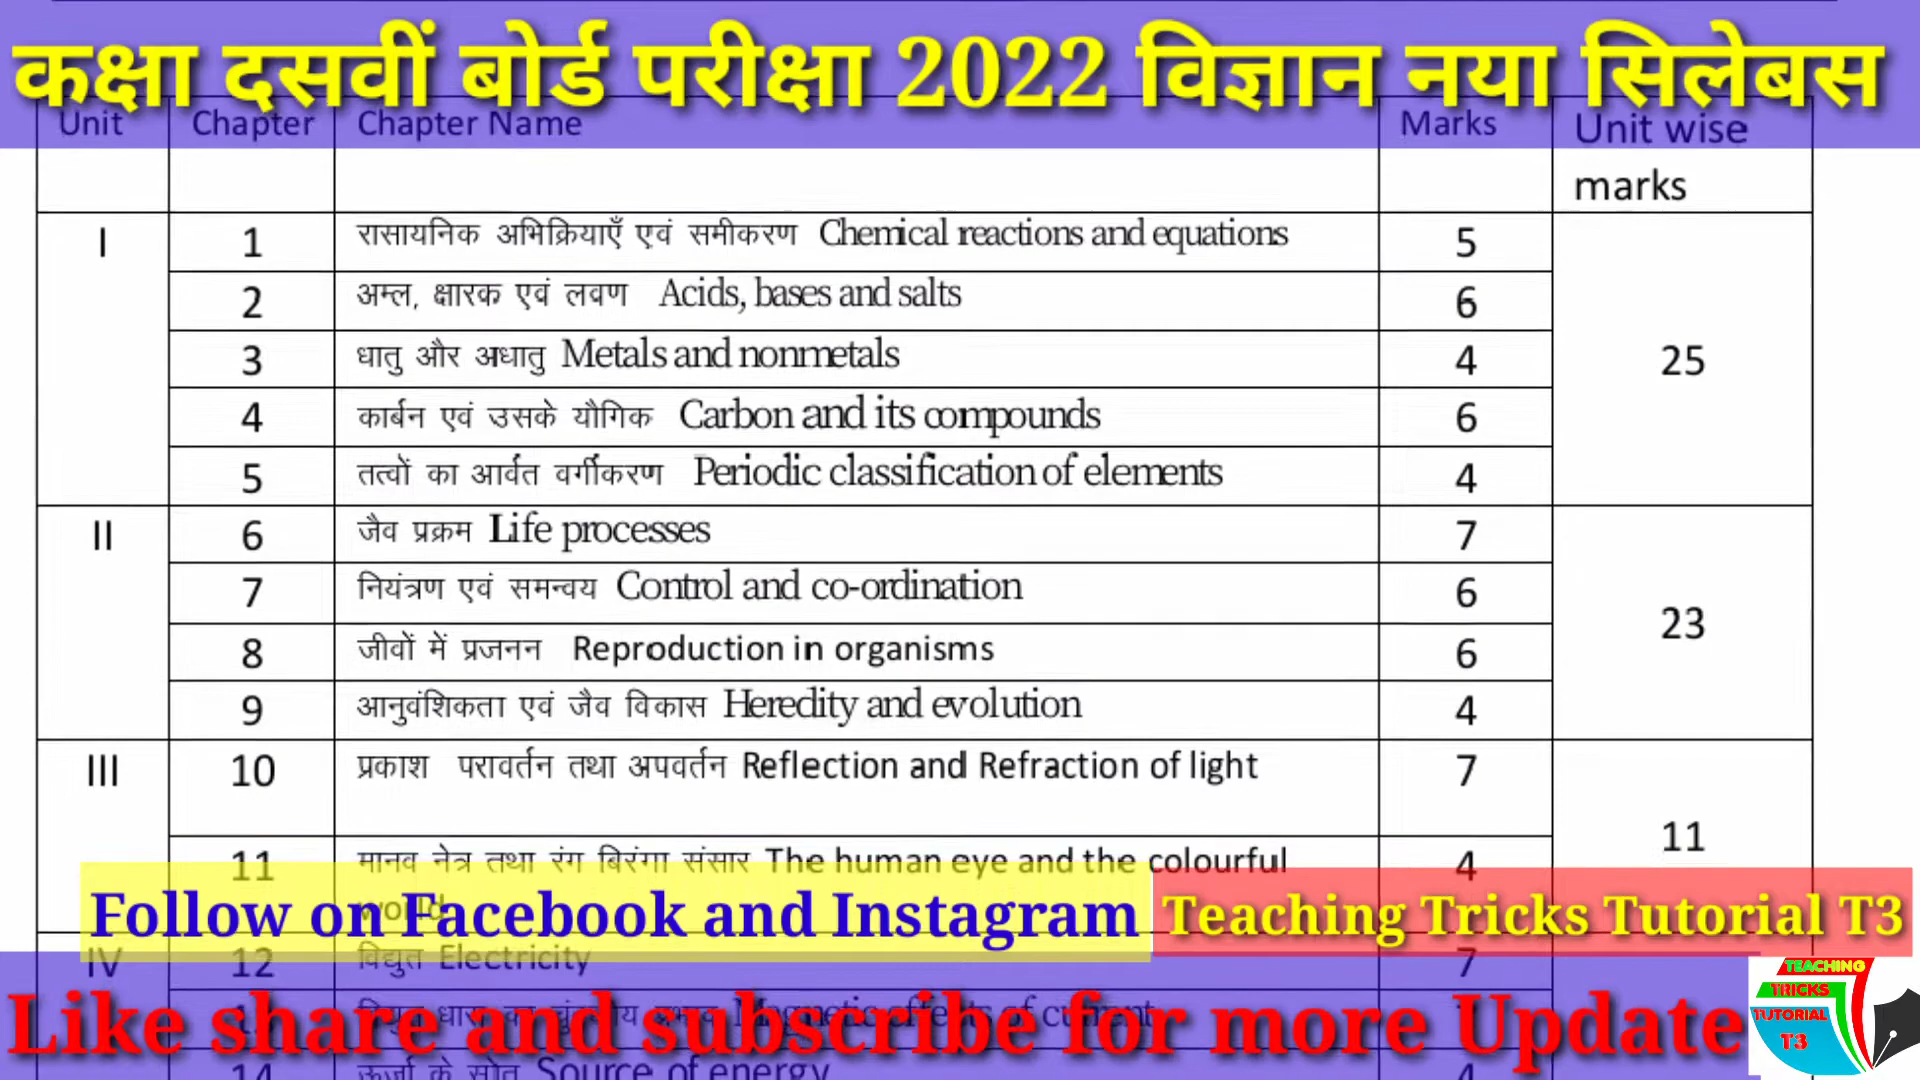 कक्षा दसवीं बोर्ड परीक्षा 2022 विज्ञान नया सिलेबस
Unit Chapter Chapter Name Marks Unit wise marks
I 1 रासायनिक अभिक्रियाएँ एवं समीकरण Chemical reactions and equations 5 25
2 अम्ल, क्षारक एवं लवण Acids, bases and salts 6
3 धातु और अधातु Metals and nonmetals 4
4 कार्बन एवं उसके यौगिक Carbon and its compounds 6
5 तत्वों का आर्वत वर्गीकरण Periodic classification of elements 4
II 6 जैव प्रक्रम Life processes 7 23
7 नियंत्रण एवं समन्वय Control and co-ordination 6
8 जीवों में प्रजनन Reproduction in organisms 6
9 आनुवंशिकता एवं जैव विकास Heredity and evolution 4
III 10 प्रकाश परावर्तन तथा अपवर्तन Reflection and Refraction of light 7 11
11 मानव नेत्र तथा रंग बिरंगा संसार The human eye and the colourful 4
world
Follow on Facebook and Instagram Teaching Tricks Tutorial T3
IV 12 विद्युत Electricity 7
Magnetic effects of current
Like share and subscribe for more Update
TEACHING
TRICKS
TUTORIAL
T3
14 ऊर्जा के स्रोत Source of energy 4